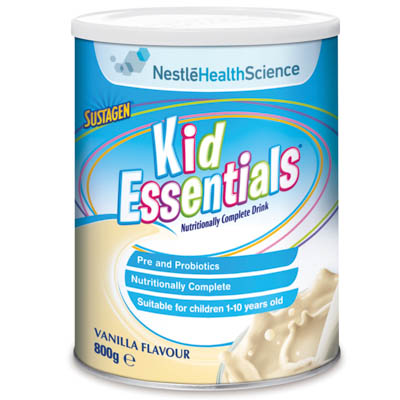 NestlēHealthScience
SUSTAGEN
Kid
Essentials®
Nutritionally Complete Drink
Pre and Probiotics
Nutritionally Complete
Suitable for children 1-10 years old
VANILLA FLAVOUR
800g ℮